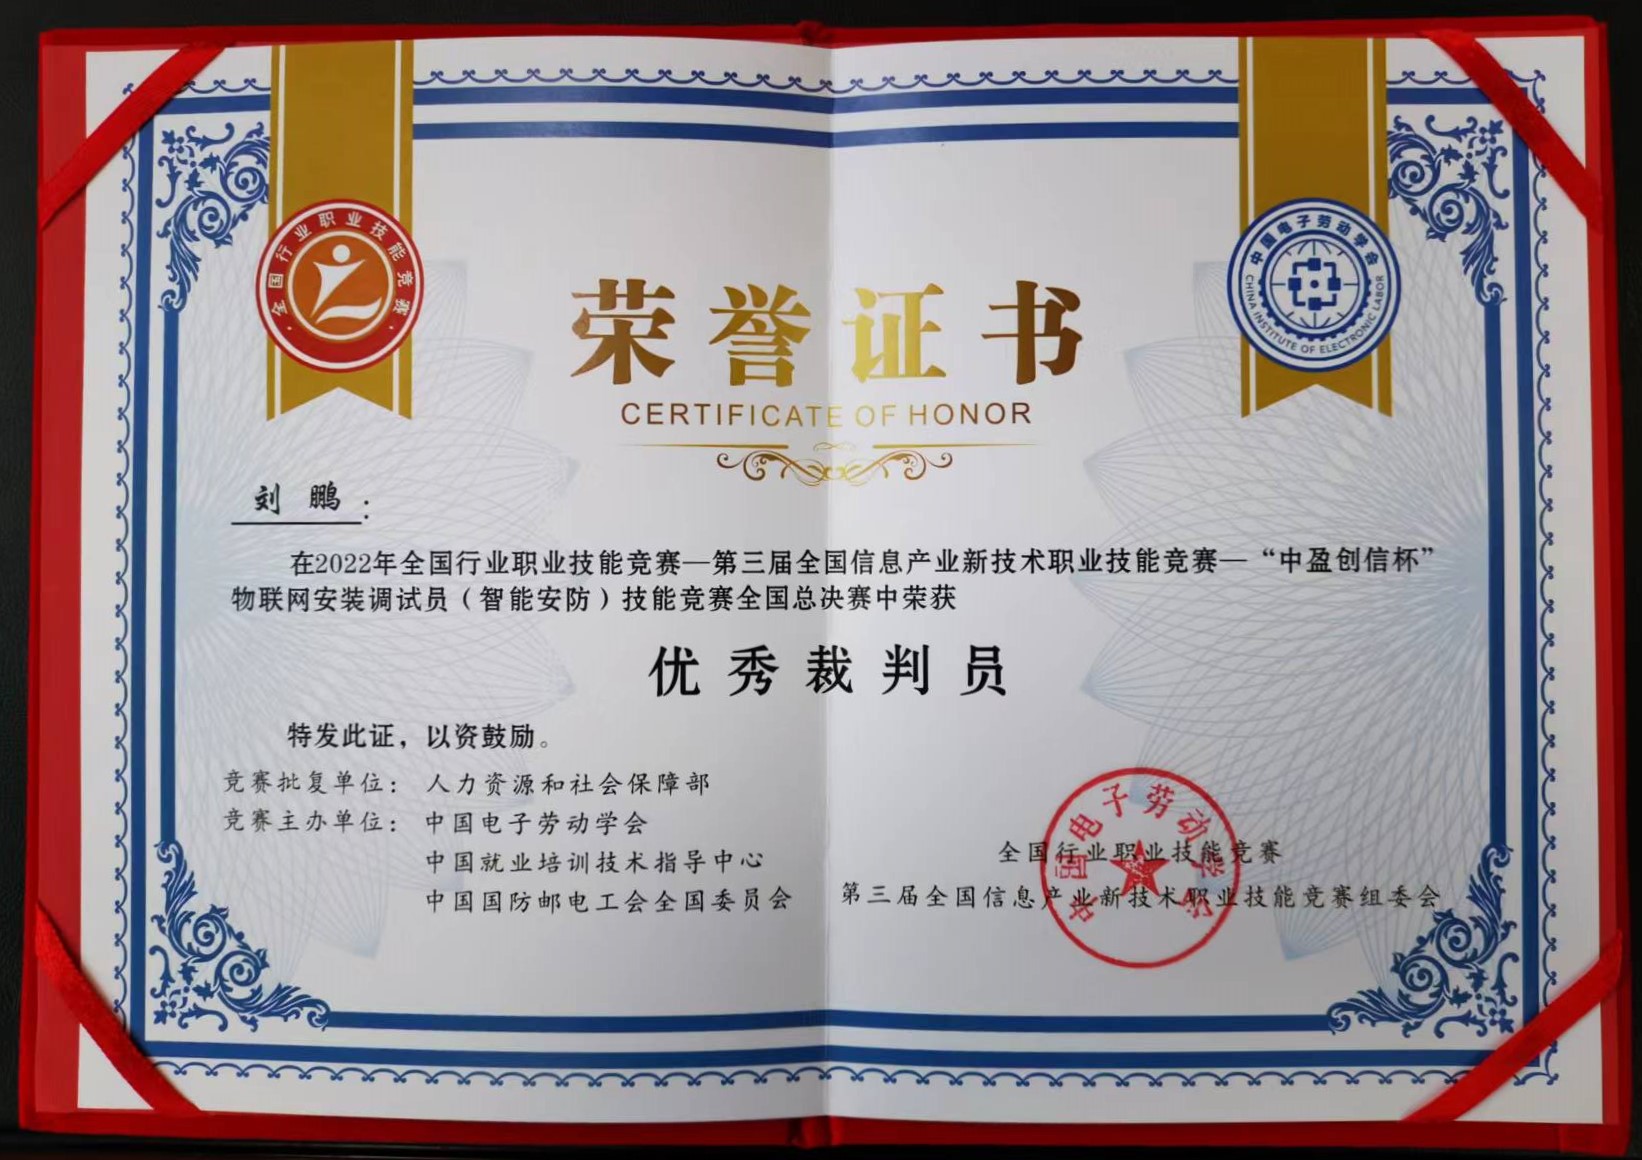 全国行业职业技能竞赛
中国电子劳动学会
CHINA INSTITUTE OF ELECTRONIC LABOR
荣誉证书
CERTIFICATE OF HONOR
刘鹏：
在2022年全国行业职业技能竞赛—第三届全国信息产业新技术职业技能竞赛—“中盈创信杯”
物联网安装调试员（智能安防）技能竞赛全国总决赛中荣获
优秀裁判员
特发此证，以资鼓励。
竞赛批复单位：人力资源和社会保障部
竞赛主办单位：中国电子劳动学会
中国就业培训技术指导中心
中国国防邮电工会全国委员会
全国行业职业技能竞赛
第三届全国信息产业新技术职业技能竞赛组委会
中国电子劳动学会